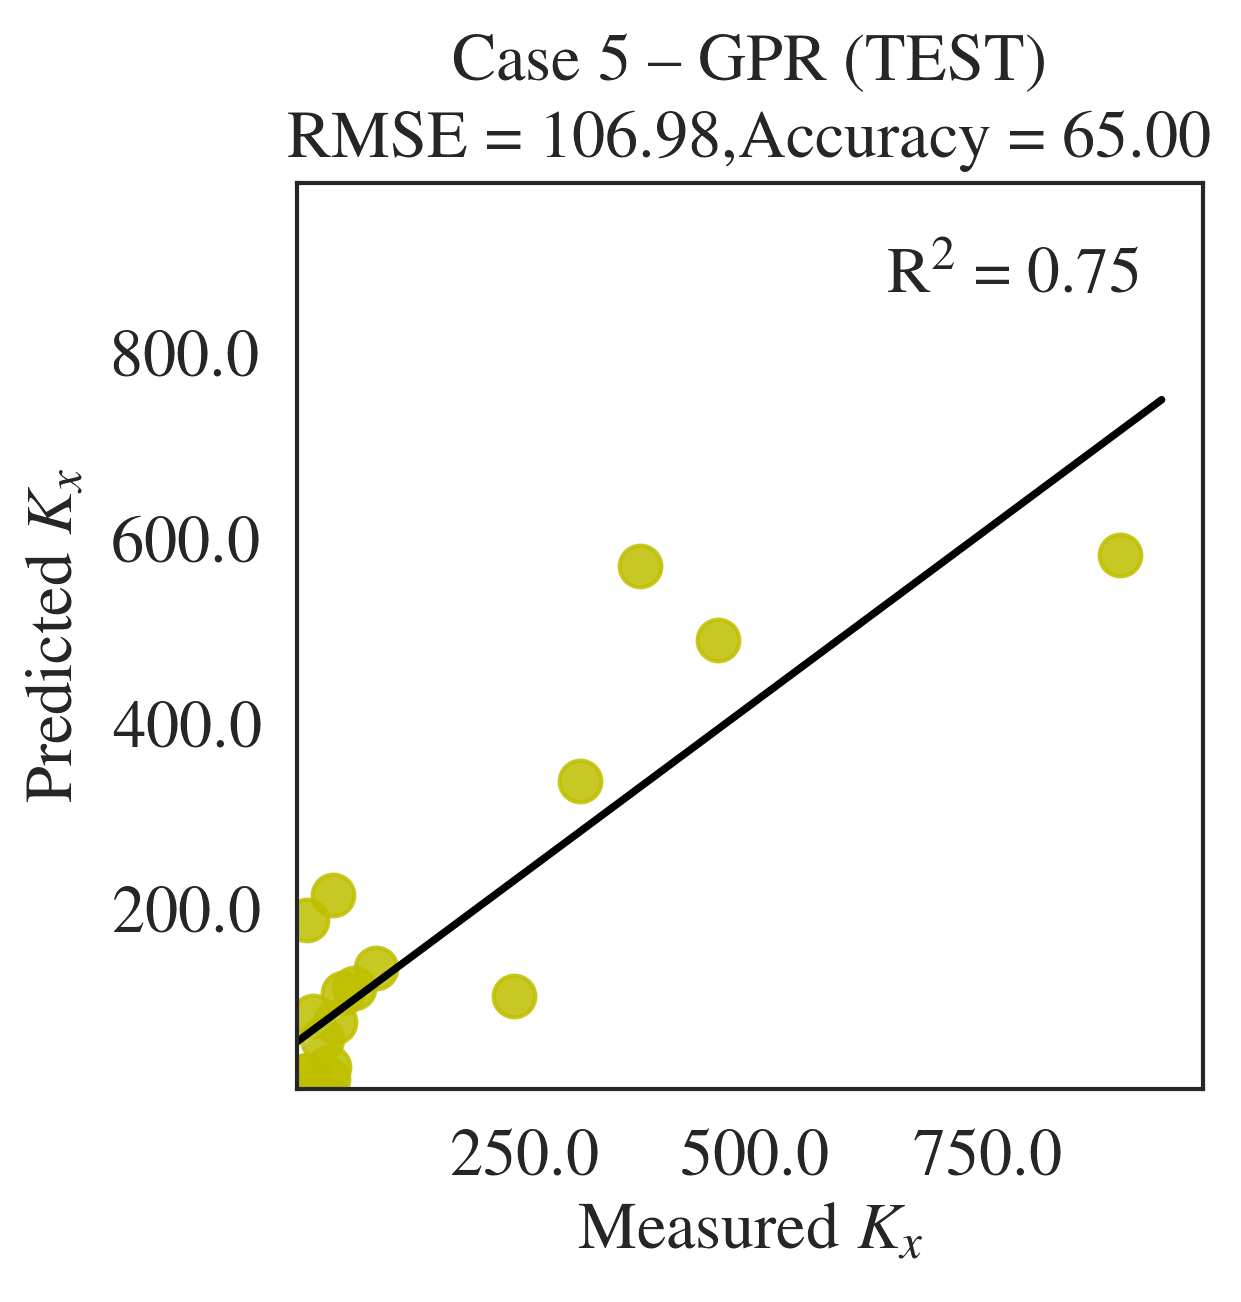 Case 5 – GPR (TEST)
RMSE = 106.98,Accuracy = 65.00
R² = 0.75
800.0
600.0
400.0
200.0
Predicted Kₓ
250.0 500.0 750.0
Measured Kₓ